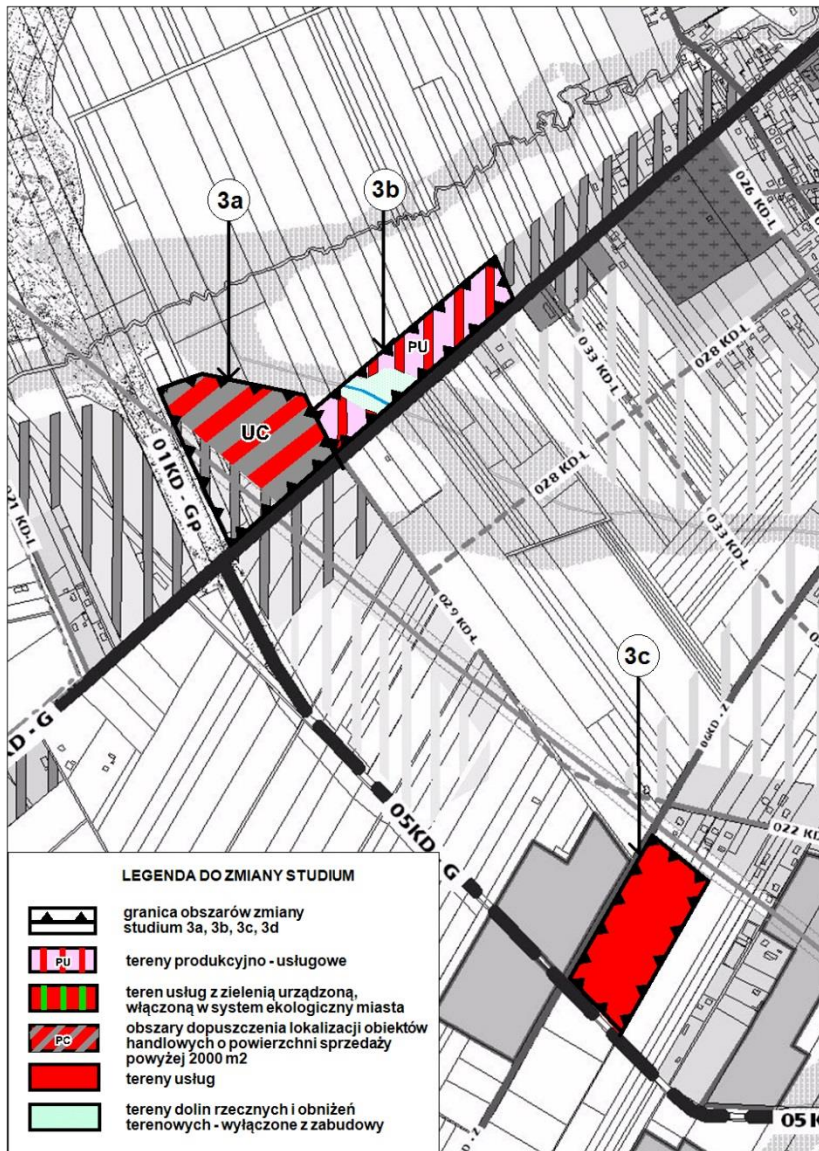 3a
3b
026 KD-L
PU
033 KD-L
028 KD-L
UC
01KD - Gp
028 KD-L
021 KD-L
033 KD-L
029 KD-L
3c
06KD - Z
KD - G
022 KD
05KD - G
LEGENDA DO ZMIANY STUDIUM
granica obszarów zmiany
studium 3a, 3b, 3c, 3d
PU
tereny produkcyjno - usługowe
teren usług z zielenią urządzoną,
włączoną w system ekologiczny miasta
PC
obszary dopuszczenia lokalizacji obiektów
handlowych o powierzchni sprzedaży
powyżej 2000 m2
tereny usług
tereny dolin rzecznych i obniżeń
terenowych - wyłączone z zabudowy
05 K
D - Z